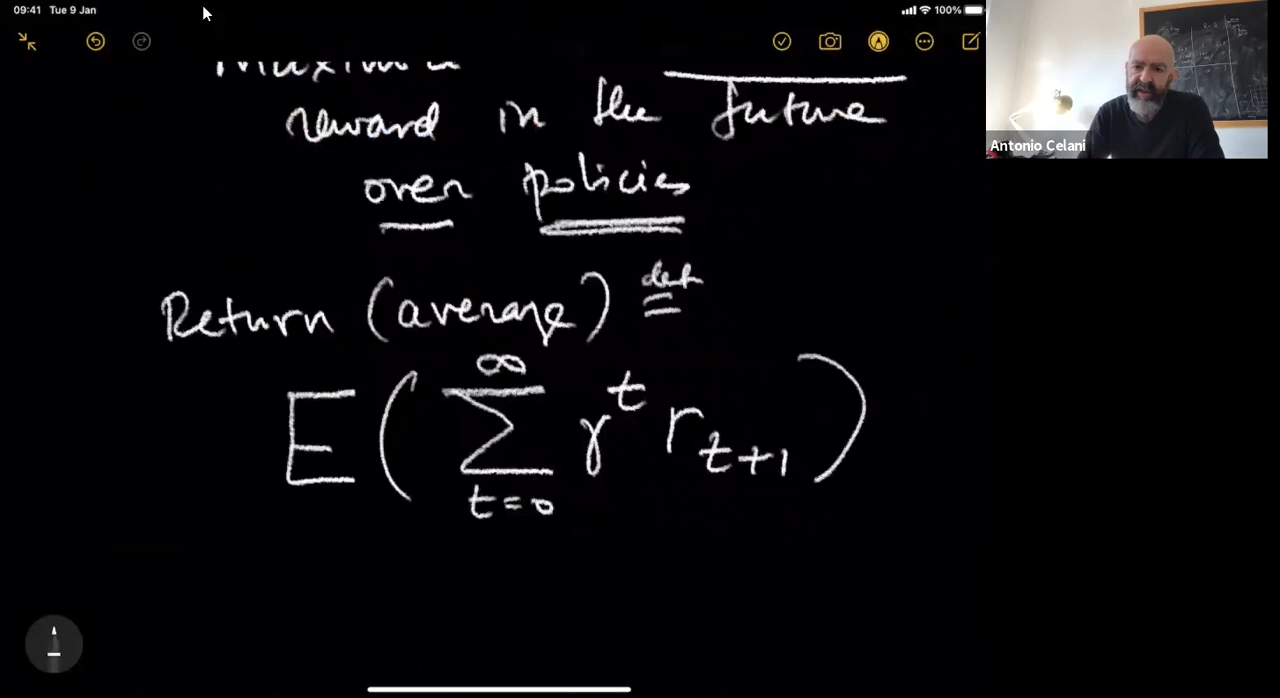 09:41 Tue 9 Jan
100%
reward in the future
over policies
Return (average) def =
E ( ∑ t=0 ∞ γ^t r_{t+1} )
Antonio Celani